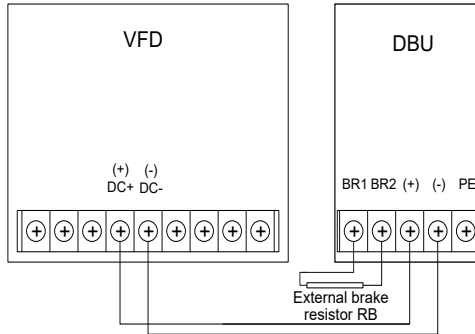 VFD
DBU
(+) (-)
DC+ DC-
BR1 BR2 (+) (-) PE
External brake
resistor RB